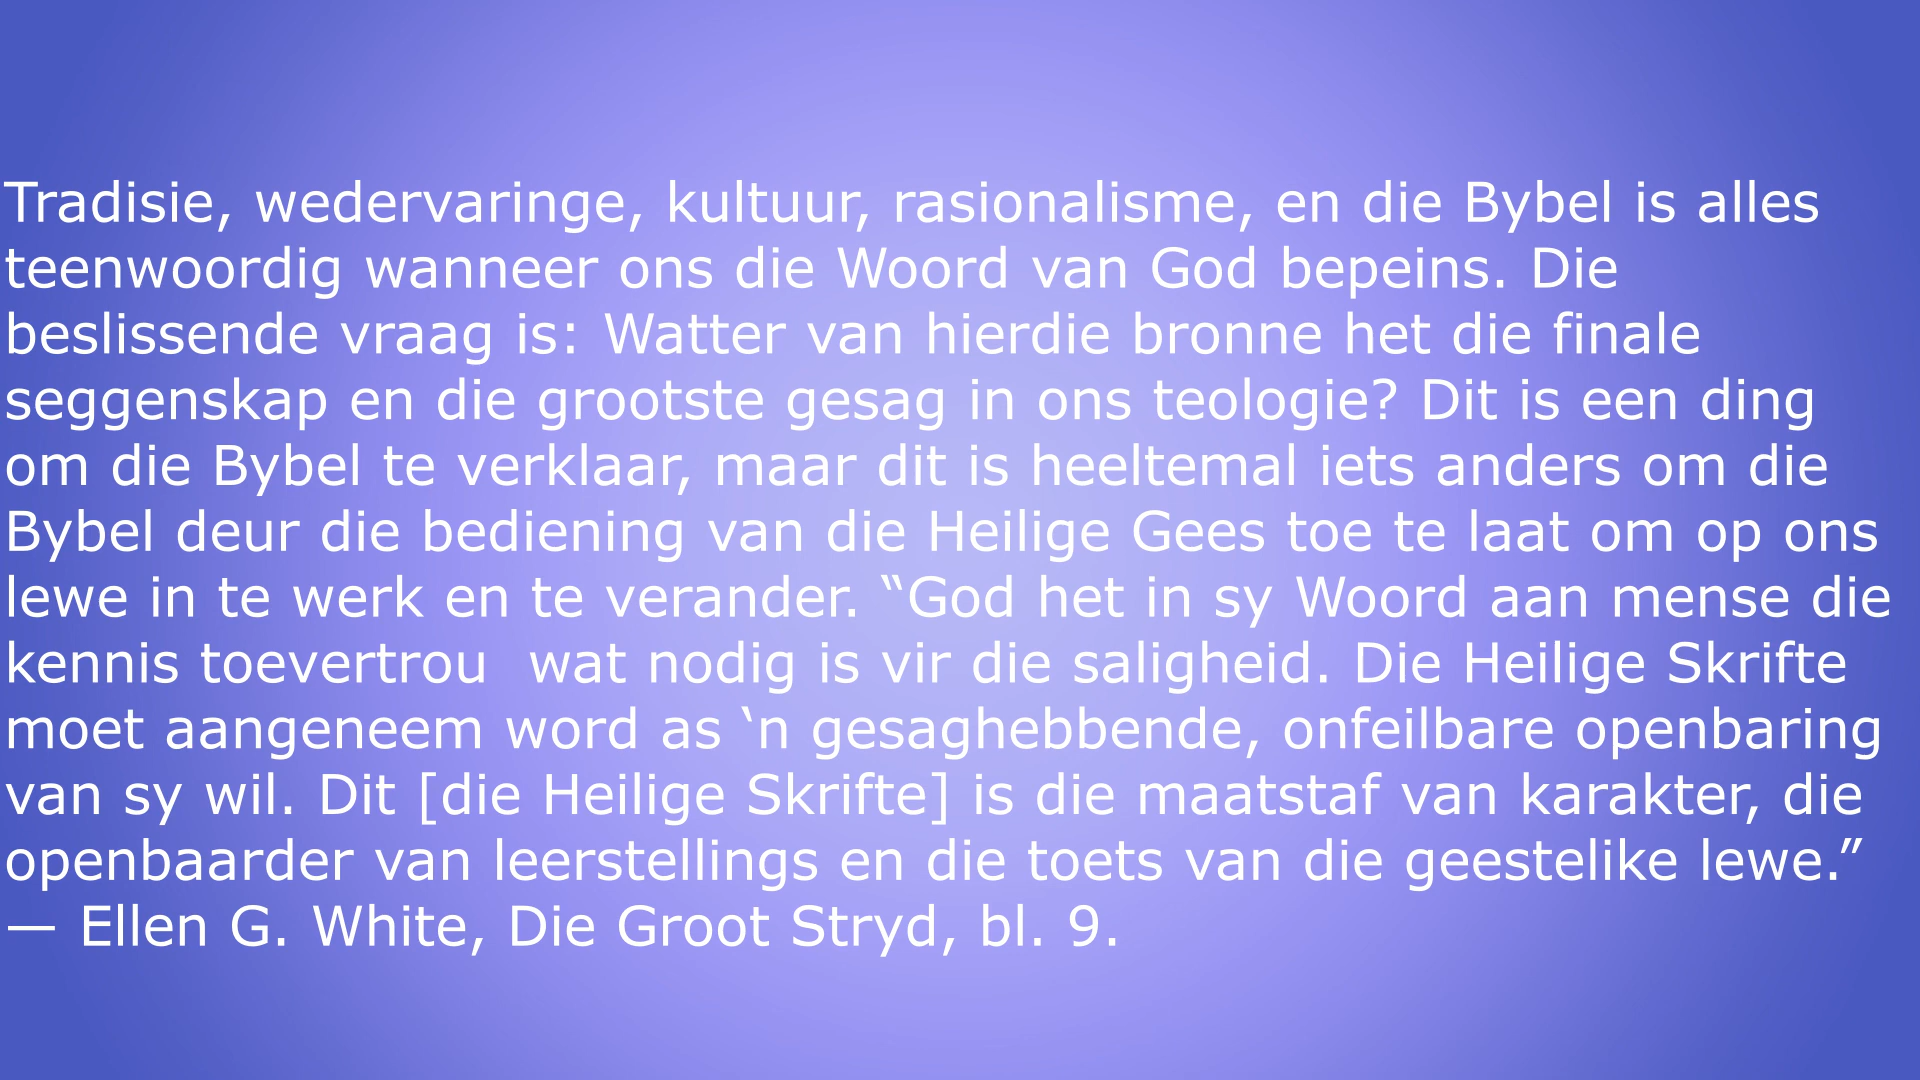 Tradisie, wedervaringe, kultuur, rasionalisme, en die Bybel is alles
teenwoordig wanneer ons die Woord van God bepeins. Die
beslissende vraag is: Watter van hierdie bronne het die finale
seggenskap en die grootste gesag in ons teologie? Dit is een ding
om die Bybel te verklaar, maar dit is heeltemal iets anders om die
Bybel deur die bediening van die Heilige Gees toe te laat om op ons
lewe in te werk en te verander. “God het in sy Woord aan mense die
kennis toevertrou  wat nodig is vir die saligheid. Die Heilige Skrifte
moet aangeneem word as ‘n gesaghebbende, onfeilbare openbaring
van sy wil. Dit [die Heilige Skrifte] is die maatstaf van karakter, die
openbaarder van leerstellings en die toets van die geestelike lewe.”
— Ellen G. White, Die Groot Stryd, bl. 9.